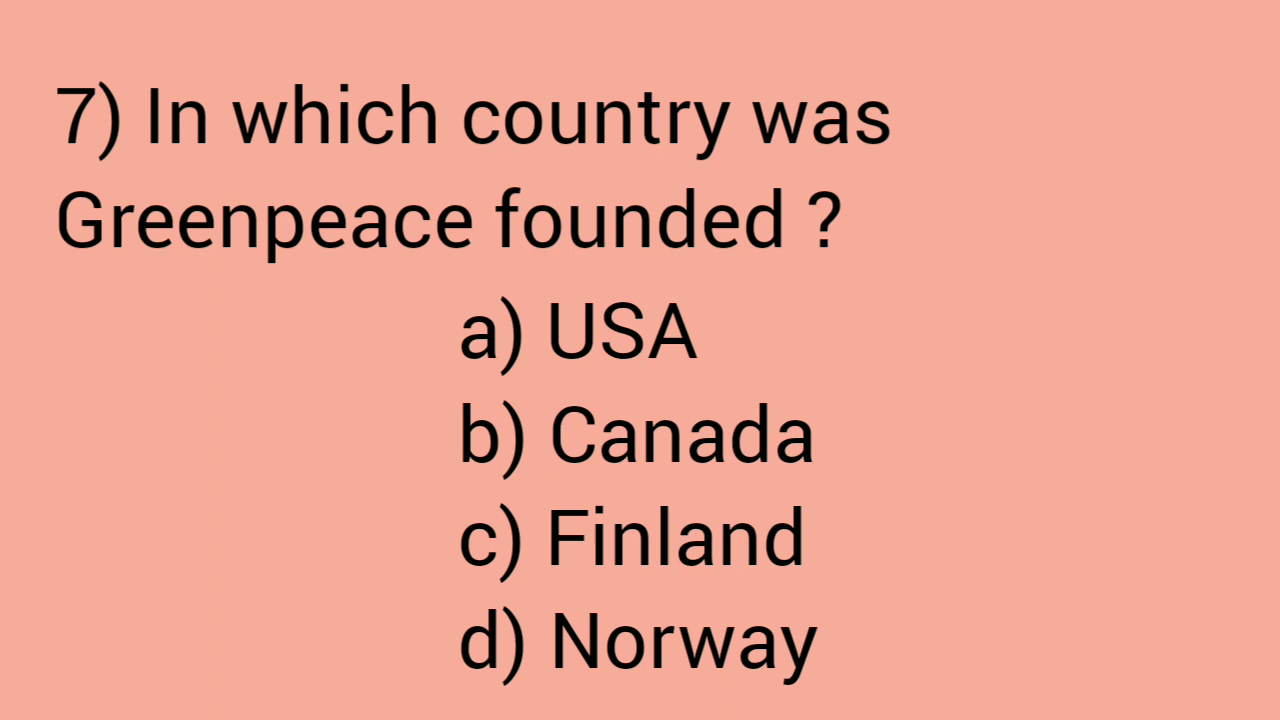 7) In which country was
Greenpeace founded ?
a) USA
b) Canada
c) Finland
d) Norway